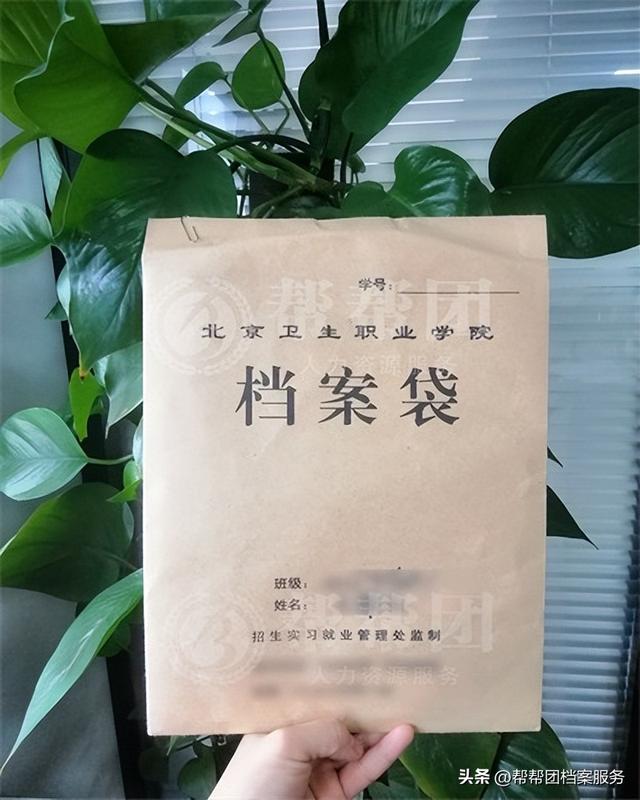 学号:
帮帮团
人力资源服务
北京卫生职业学院
档案袋
班级:
姓名:
帮帮团
招生实习就业管理处监制
人力资源服务
头条 @帮帮团档案服务